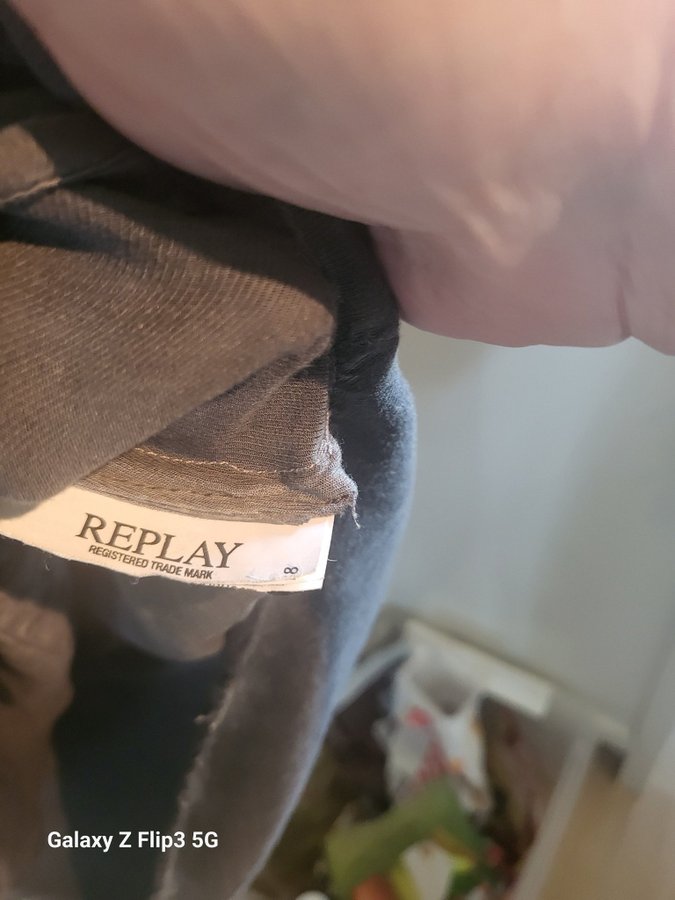 REPLAY
REGISTERED TRADE MARK
8
Galaxy Z Flip3 5G